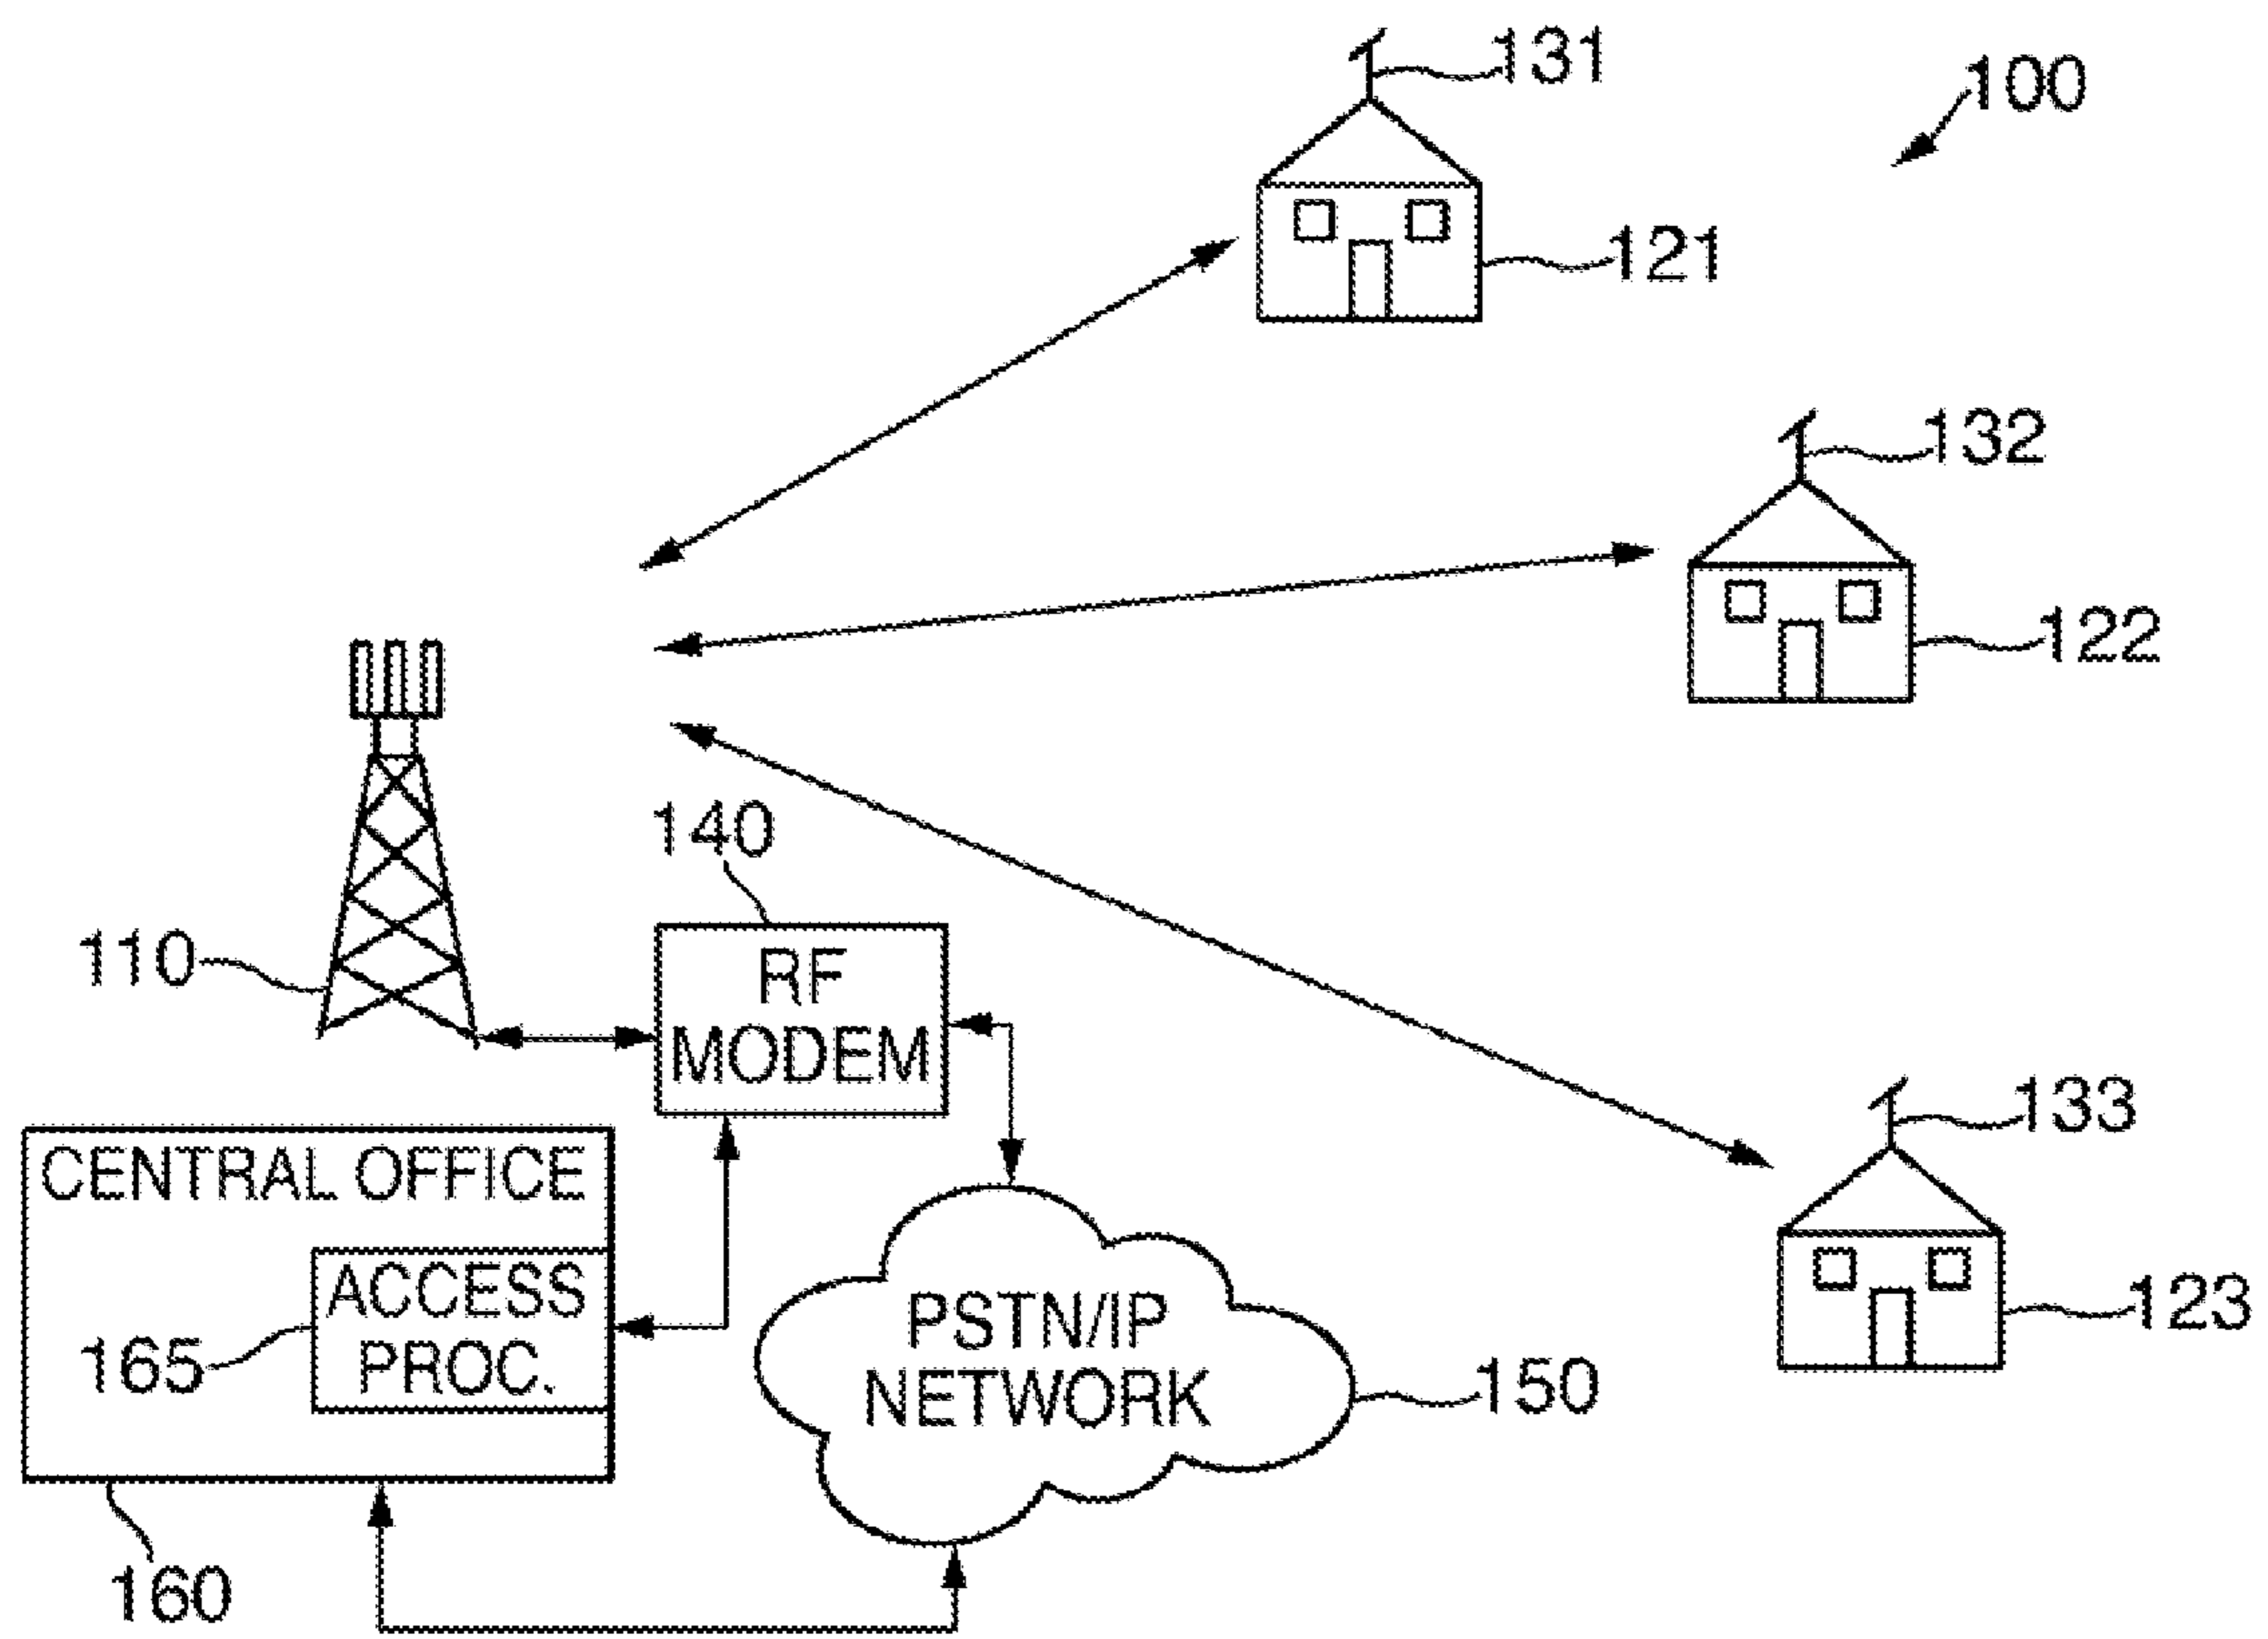 131
100
121
132
122
140
110
RF
MODEM
133
CENTRAL OFFICE
ACCESS
PROC.
165
PSTN/IP
NETWORK
123
150
160